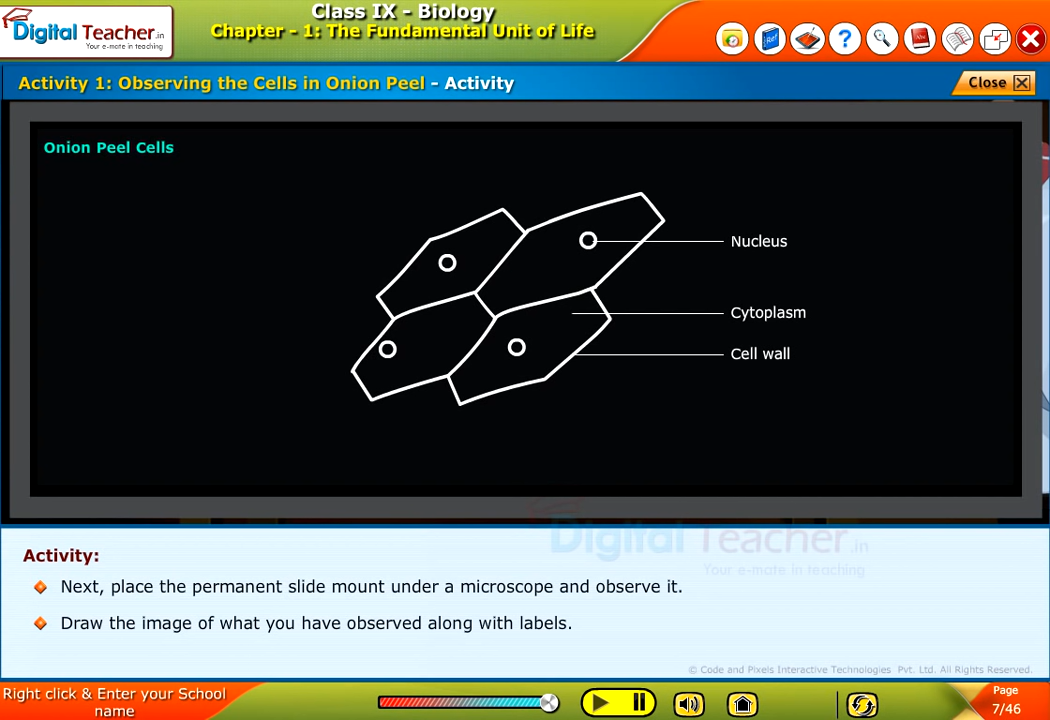 Digital Teacher.in
Your e-mate in teaching
Class IX - Biology
Chapter - 1: The Fundamental Unit of Life
Activity 1: Observing the Cells in Onion Peel - Activity
Close
Onion Peel Cells
Nucleus
Cytoplasm
Cell wall
Digital Teacher.in
Your e-mate in teaching
Activity:
Next, place the permanent slide mount under a microscope and observe it.
Draw the image of what you have observed along with labels.
© Code and Pixels Interactive Technologies Pvt. Ltd. All Rights Reserved.
Right click & Enter your School
name
Page
7/46